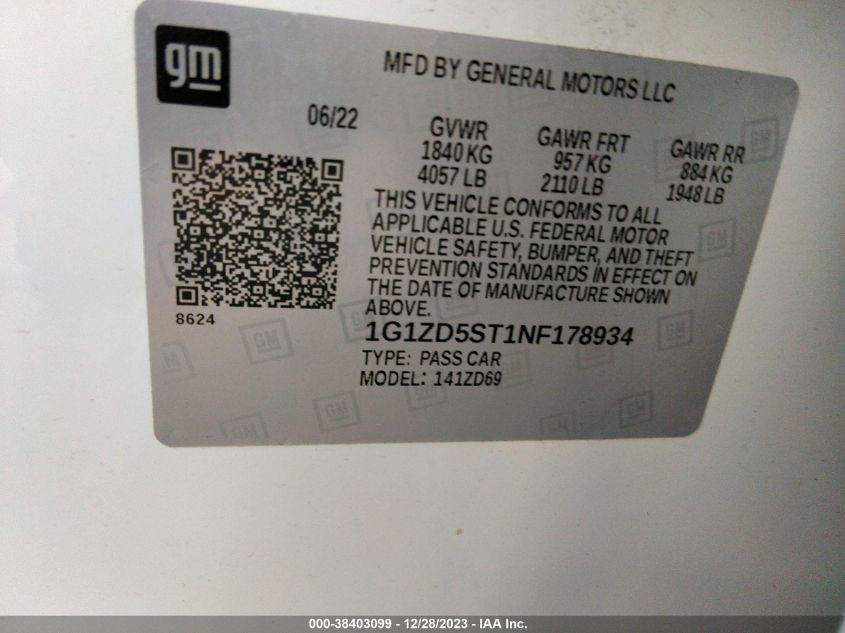 gm
MFD BY GENERAL MOTORS LLC
06/22
GVWR GAWR FRT GAWR RR
1840 KG 957 KG 884 KG
4057 LB 2110 LB 1948 LB
THIS VEHICLE CONFORMS TO ALL
APPLICABLE U.S. FEDERAL MOTOR
VEHICLE SAFETY, BUMPER, AND THEFT
PREVENTION STANDARDS IN EFFECT ON
THE DATE OF MANUFACTURE SHOWN
ABOVE.
8624
1G1ZD5ST1NF178934
TYPE: PASS CAR
MODEL: 141ZD69
000-38403099 - 12/28/2023 - IAA Inc.